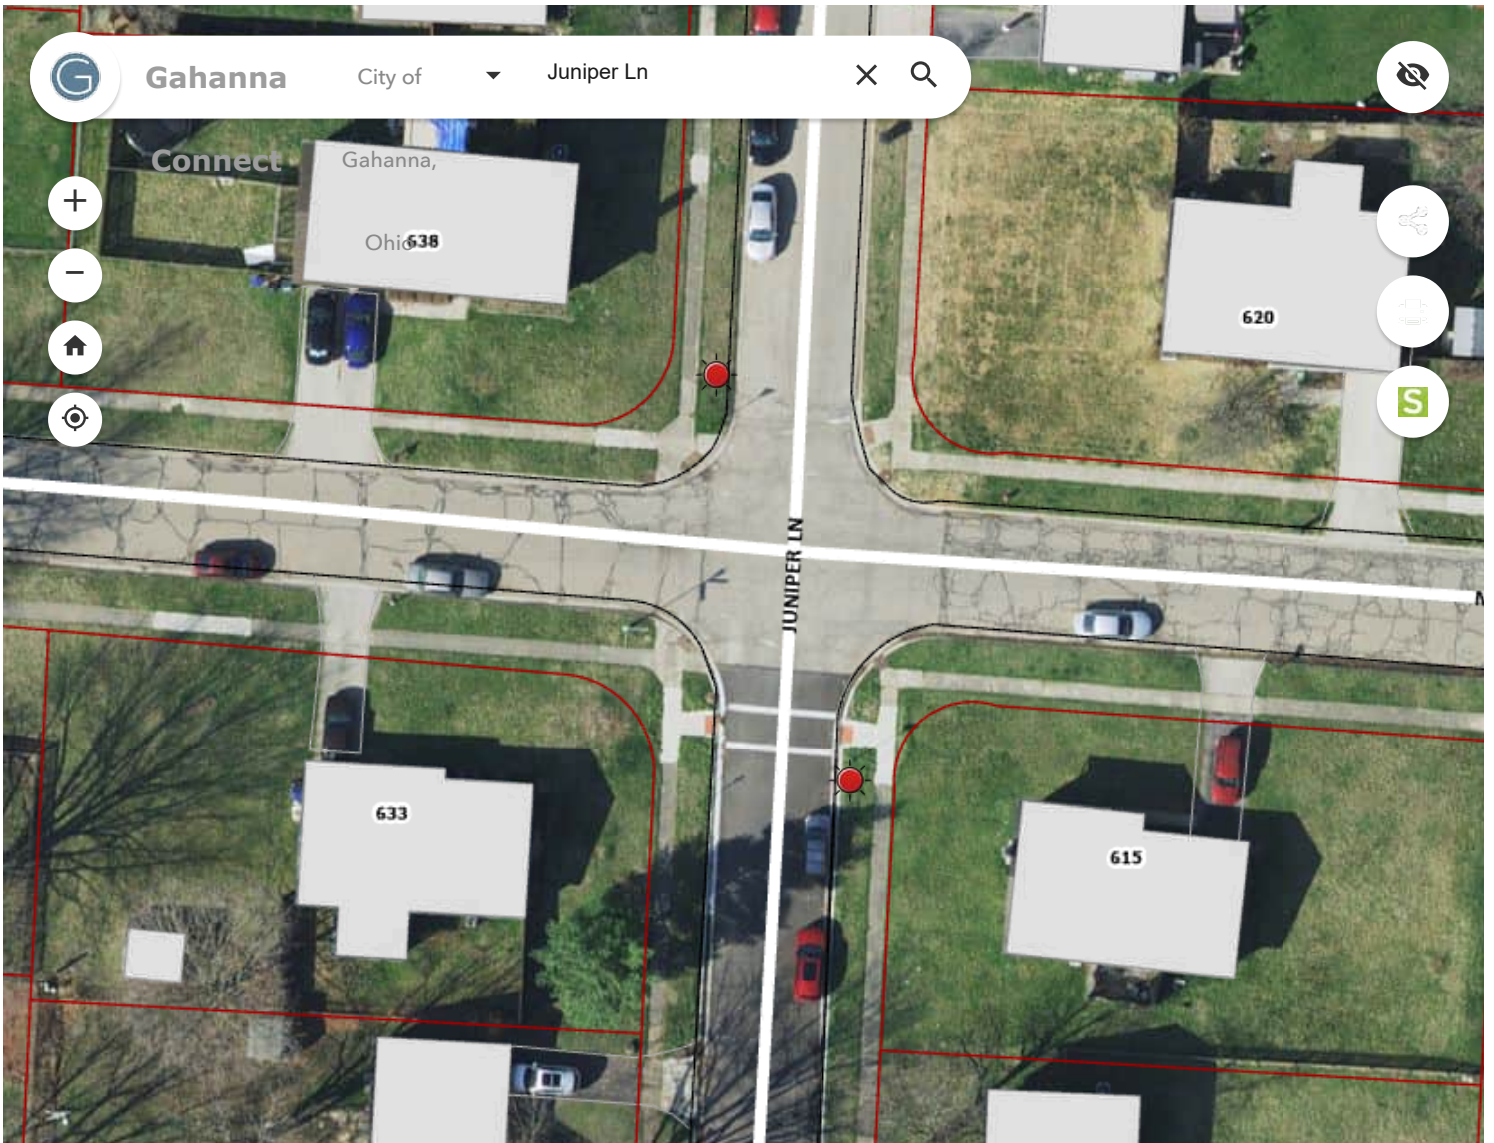 G Gahanna City of Juniper Ln
Connect Gahanna,
Ohio
638
620
S
JUNIPER LN
633
615